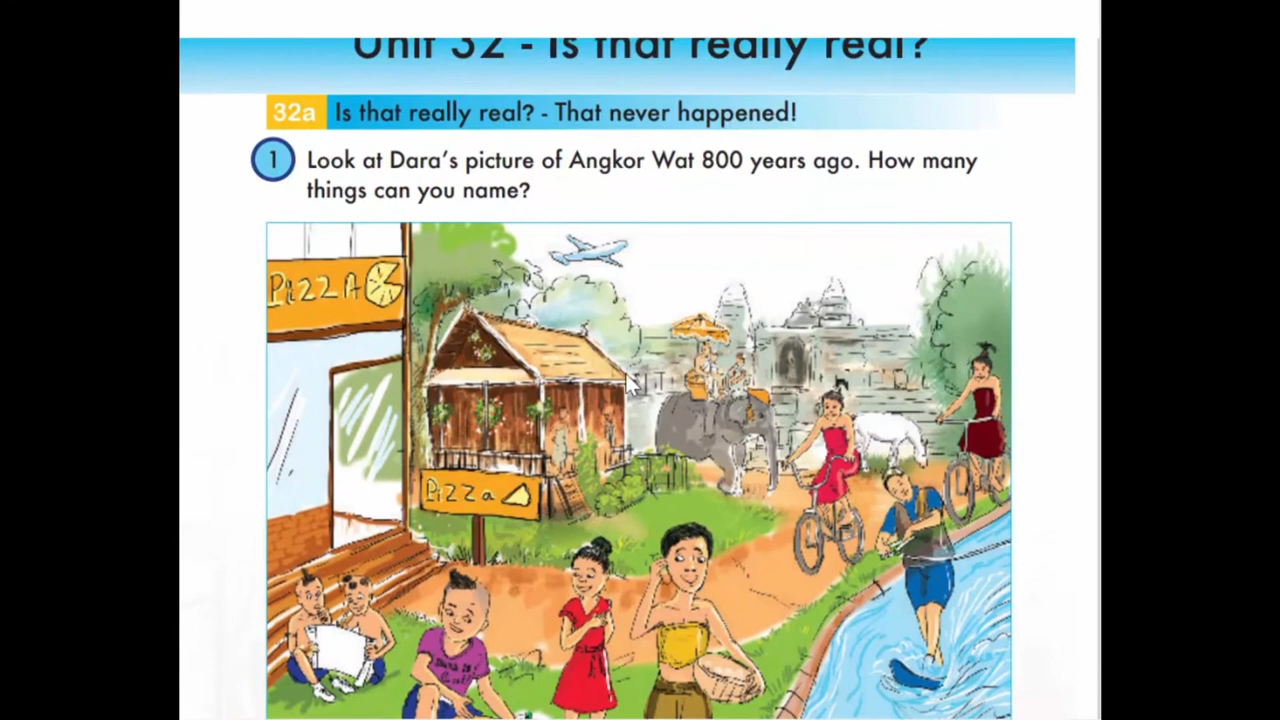 Unit 32 - Is that really real?
32a Is that really real? - That never happened!
1 Look at Dara's picture of Angkor Wat 800 years ago. How many
things can you name?
PizzA
Pizza